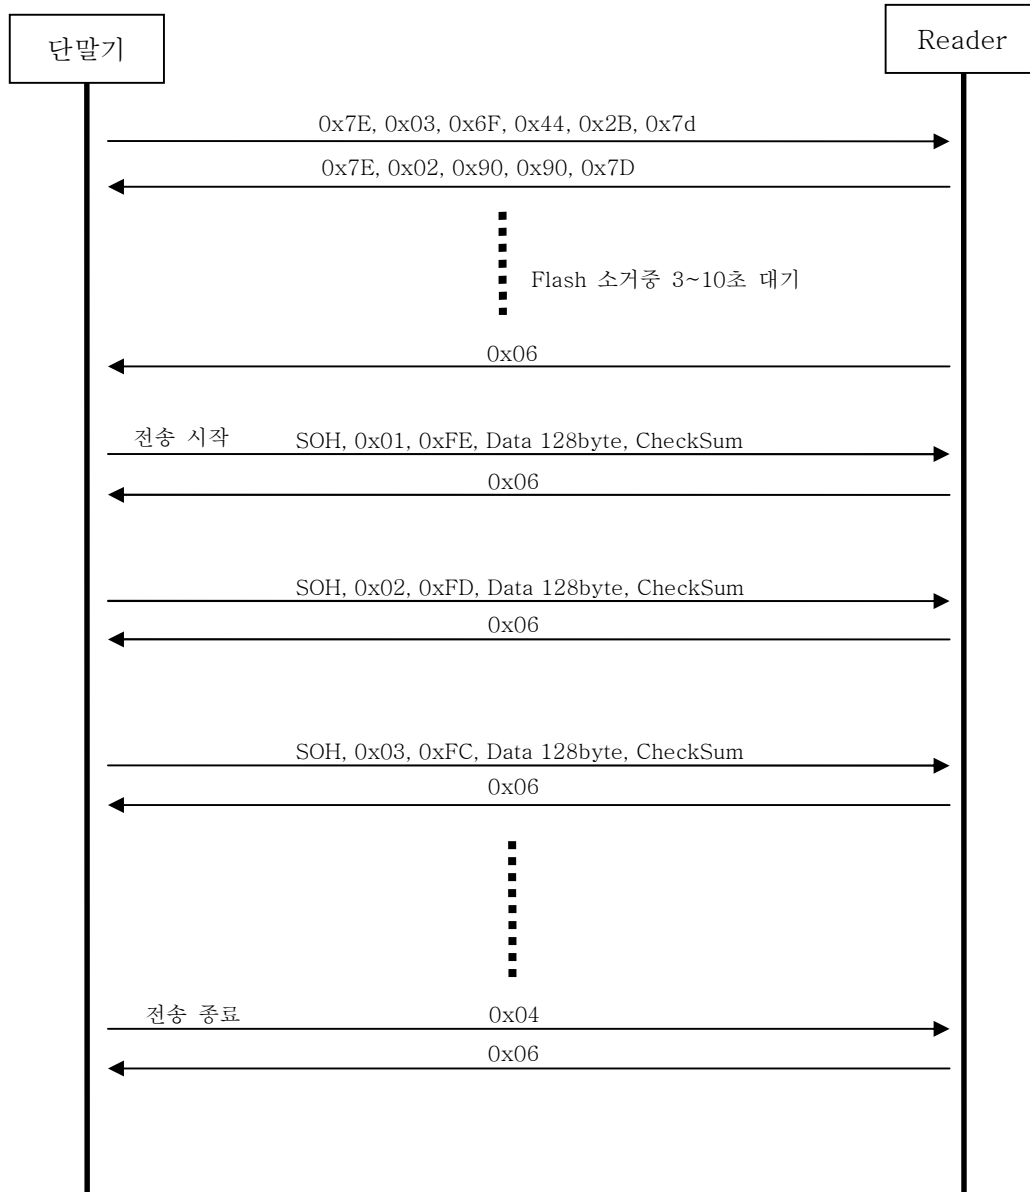 단말기
Reader
0x7E, 0x03, 0x6F, 0x44, 0x2B, 0x7d
0x7E, 0x02, 0x90, 0x90, 0x7D
Flash 소거중 3~10초 대기
0x06
전송 시작 SOH, 0x01, 0xFE, Data 128byte, CheckSum
0x06
SOH, 0x02, 0xFD, Data 128byte, CheckSum
0x06
SOH, 0x03, 0xFC, Data 128byte, CheckSum
0x06
전송 종료 0x04
0x06